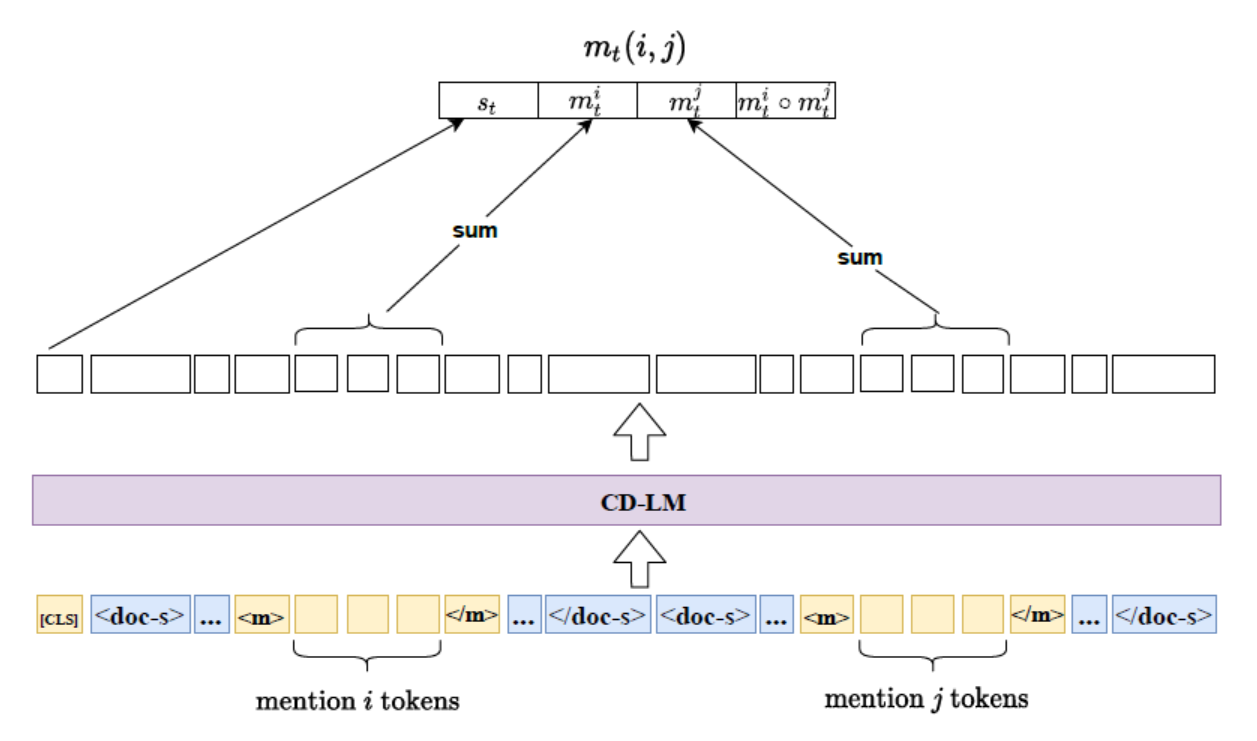 m_t(i, j)
s_t m_t^i m_t^j m_t^i ∘ m_t^j
sum
sum
CD-LM
[CLS] <doc-s> ... <m> </m> ... </doc-s> <doc-s> ... <m> </m> ... </doc-s>
mention i tokens mention j tokens